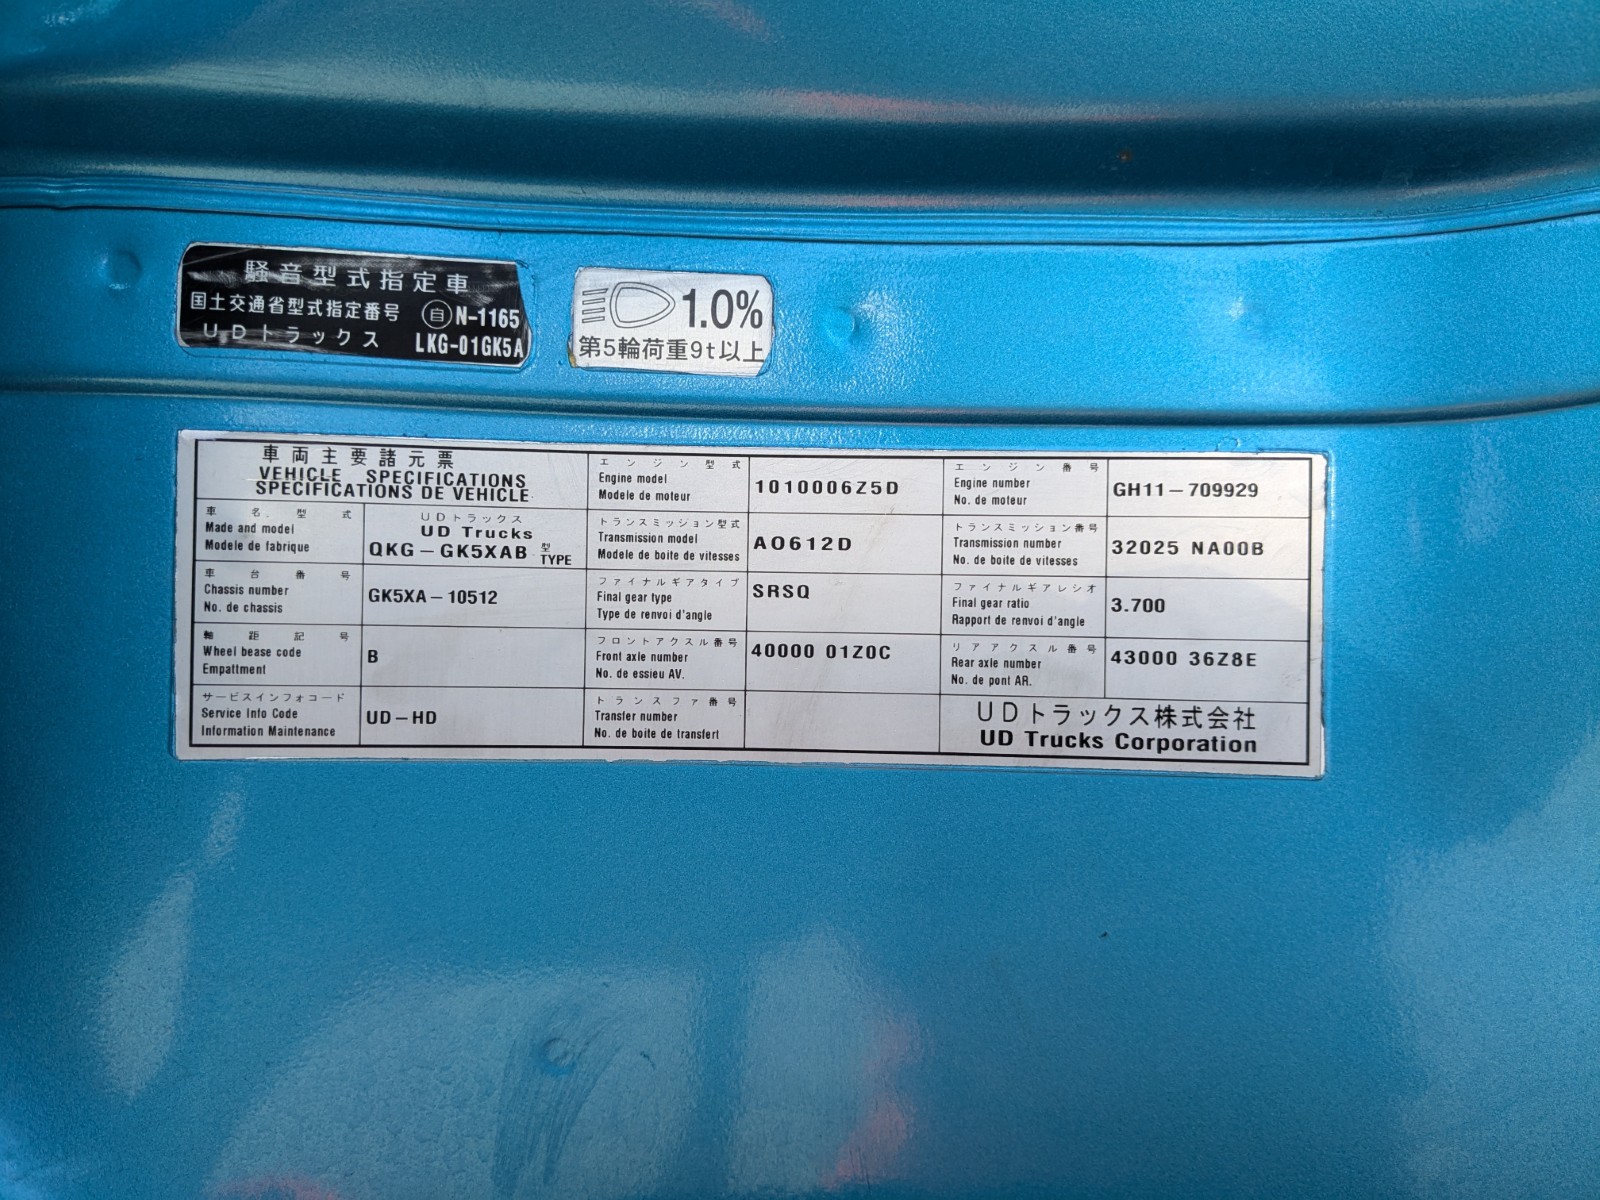 騒音型式指定車
国土交通省型式指定番号 自 N-1165
UDトラックス LKG-01GK5A
1.0%
第5輪荷重9t以上
車両主要諸元票
VEHICLE SPECIFICATIONS
SPECIFICATIONS DE VEHICLE
車名.型式
Made and model
Modele de fabrique
UDトラックス
UD Trucks
QKG-GK5XAB 型 TYPE
車台番号
Chassis number
No. de chassis
GK5XA-10512
軸距記号
Wheel bease code
Empattment
B
サービスインフォコード
Service Info Code
Information Maintenance
UD-HD
エンジン型式
Engine model
Modele de moteur
1010006Z5D
トランスミッション型式
Transmission model
Modele de boite de vitesses
AO612D
ファイナルギアタイプ
Final gear type
Type de renvoi d'angle
SRSQ
フロントアクスル番号
Front axle number
No. de essieu AV.
40000 01Z0C
トランスファ番号
Transfer number
No. de boite de transfert
エンジン番号
Engine number
No. de moteur
GH11-709929
トランスミッション番号
Transmission number
No. de boite de vitesses
32025 NA00B
ファイナルギアレシオ
Final gear ratio
Rapport de renvoi d'angle
3.700
リアアクスル番号
Rear axle number
No. de pont AR.
43000 36Z8E
UDトラックス株式会社
UD Trucks Corporation